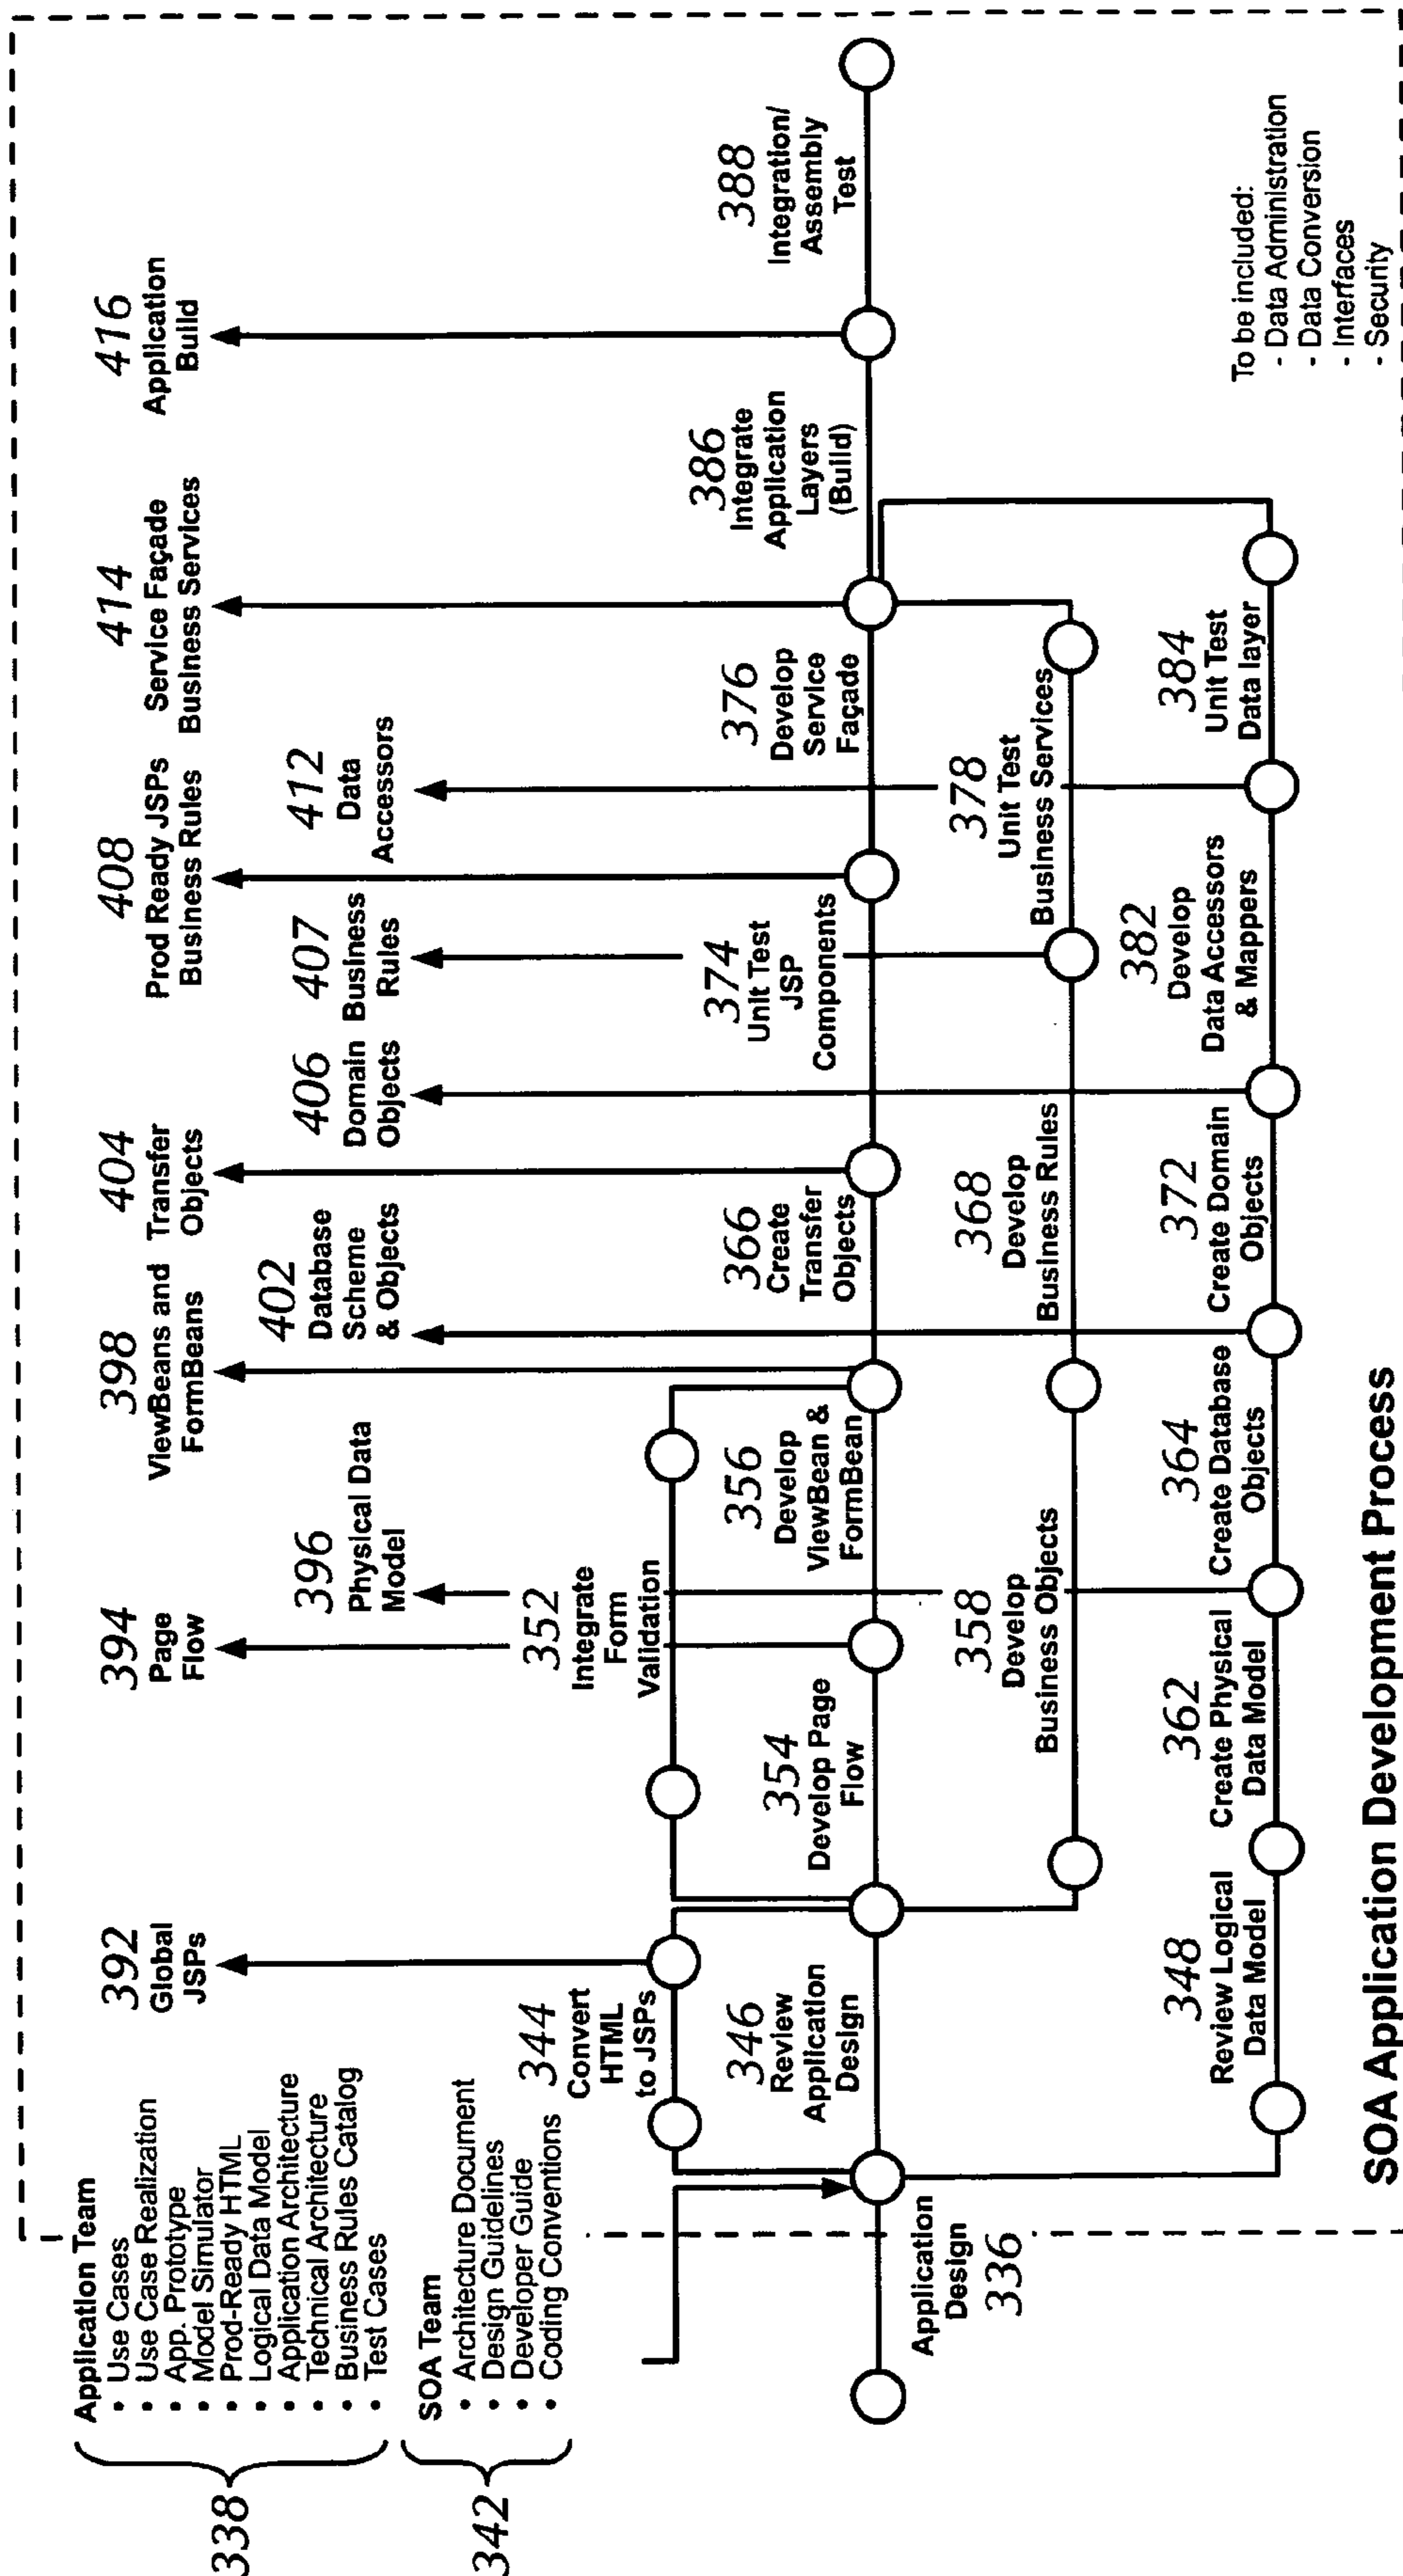 338
Application Team
• Use Cases
• Use Case Realization
• App. Prototype
• Model Simulator
• Prod-Ready HTML
• Logical Data Model
• Application Architecture
• Technical Architecture
• Business Rules Catalog
• Test Cases
342
SOA Team
• Architecture Document
• Design Guidelines
• Developer Guide
• Coding Conventions
392
Global
JSPs
394
Page
Flow
396
Physical Data
Model
398
ViewBeans and
FormBeans
402
Database
Scheme
& Objects
404
Transfer
Objects
406
Domain
Objects
407
Business
Rules
408
Prod Ready JSPs
Business Rules
412
Data
Accessors
414
Service Façade
Business Services
416
Application
Build
344
Convert
HTML
to JSPs
352
Integrate
Form
Validation
Application
Design
336
346
Review
Application
Design
354
Develop Page
Flow
356
Develop
ViewBean &
FormBean
366
Create
Transfer
Objects
374
Unit Test
JSP
Components
376
Develop
Service
Façade
386
Integrate
Application
Layers
(Build)
388
Integration/
Assembly
Test
358
Develop
Business Objects
368
Develop
Business Rules
378
Unit Test
Business Services
348
Review Logical
Data Model
362
Create Physical
Data Model
364
Create Database
Objects
372
Create Domain
Objects
382
Develop
Data Accessors
& Mappers
384
Unit Test
Data layer
To be included:
- Data Administration
- Data Conversion
- Interfaces
- Security
SOA Application Development Process